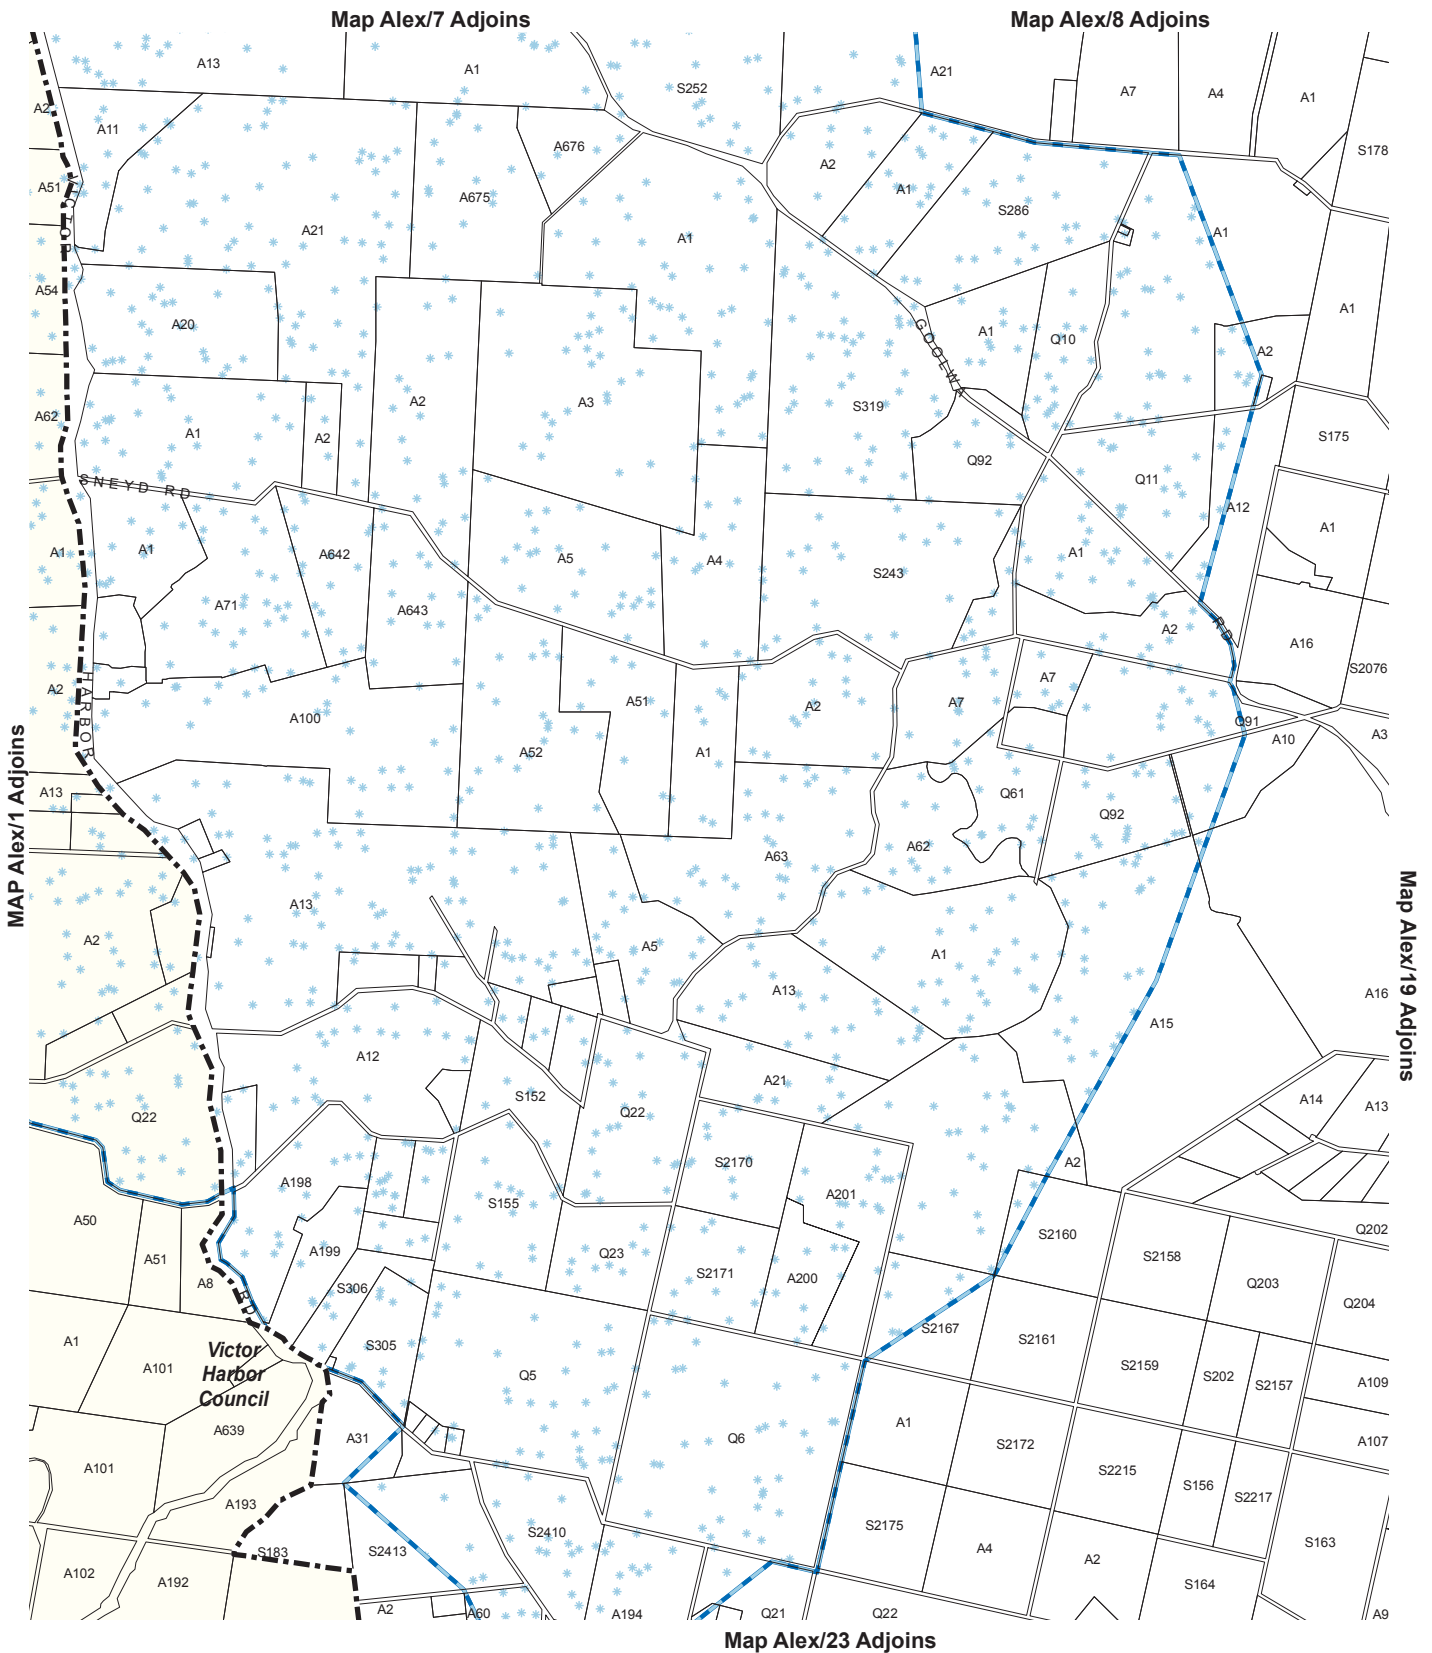 Map Alex/7 Adjoins
Map Alex/8 Adjoins
A13
A1
S252
A21
A7
A4
A1
A2
A11
A676
A2
S178
A51
A675
A1
S286
A21
A1
A1
A54
A20
A1
Q10
A1
A2
GOOLWA
A62
A1
A2
A2
A3
S319
Q92
S175
SNEYD RD
Q11
A12
A1
A1
A1
A642
A5
A4
S243
A1
A71
A643
A2
A16
S2076
RD
VICTOR
HARBOR
RD
A2
A100
A51
A2
A7
A7
Q91
A3
A10
A52
A1
MAP Alex/1 Adjoins
A13
Q61
Q92
A63
A62
A13
A2
A5
A1
Map Alex/19 Adjoins
A13
A16
A15
A12
A21
S152
Q22
Q22
A14
A13
S2170
A2
A198
S155
A201
A50
S2160
Q202
A199
Q23
S2158
A51
A8
S306
S2171
A200
Q203
Q204
A1
S305
S2167
S2161
Victor
Harbor
Council
A101
Q5
S2159
S202
S2157
A109
A639
A31
Q6
A1
S2172
A107
A101
S2215
S156
S2217
A193
S2410
S2175
S183
S2413
A4
A2
S163
A102
A192
S164
A2
A60
A194
Q21
Q22
A9
Map Alex/23 Adjoins